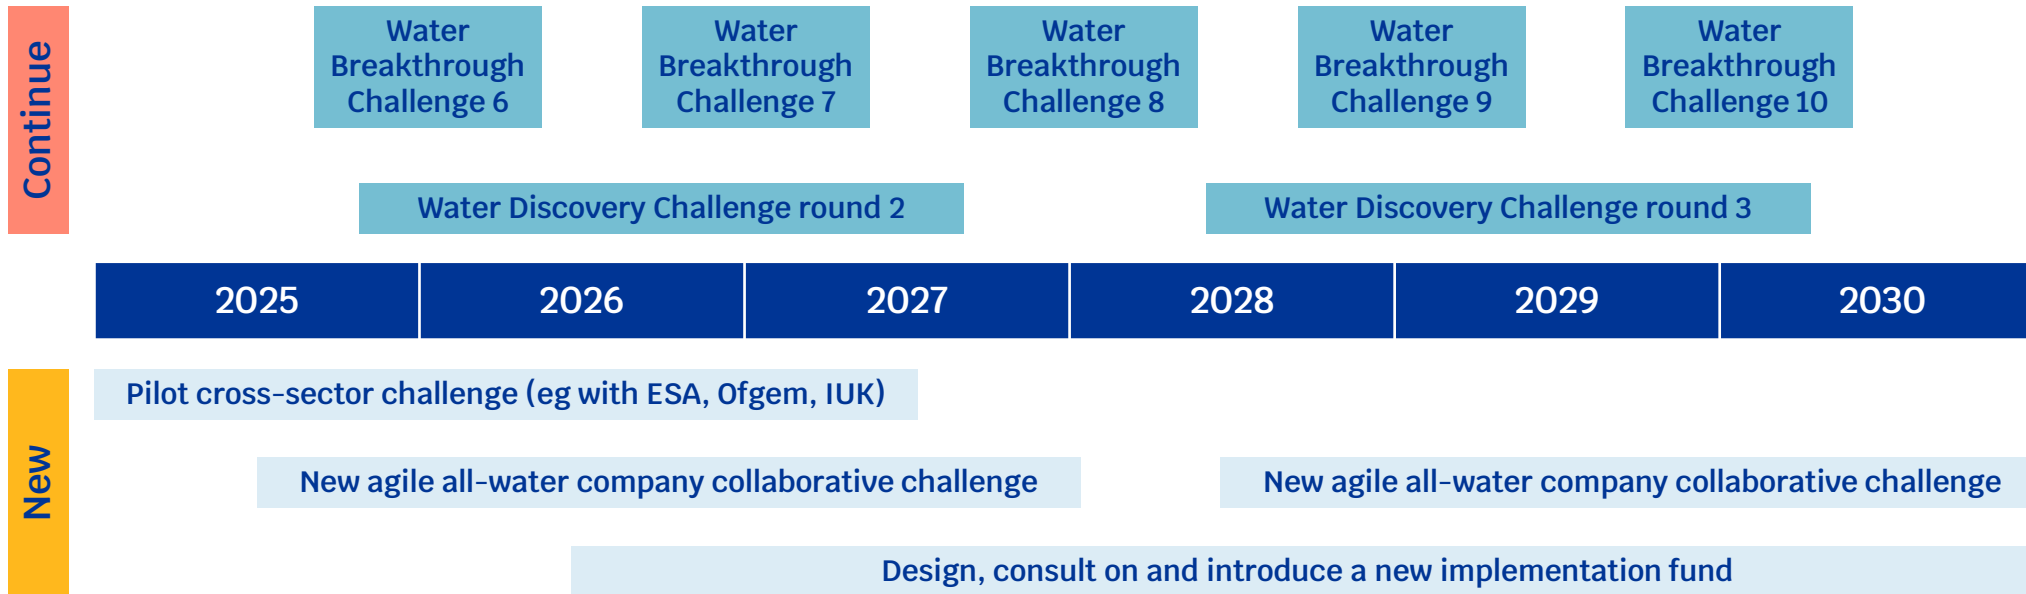 Continue
Water
Breakthrough
Challenge 6
Water
Breakthrough
Challenge 7
Water
Breakthrough
Challenge 8
Water
Breakthrough
Challenge 9
Water
Breakthrough
Challenge 10
Water Discovery Challenge round 2
Water Discovery Challenge round 3
2025
2026
2027
2028
2029
2030
New
Pilot cross-sector challenge (eg with ESA, Ofgem, IUK)
New agile all-water company collaborative challenge
New agile all-water company collaborative challenge
Design, consult on and introduce a new implementation fund